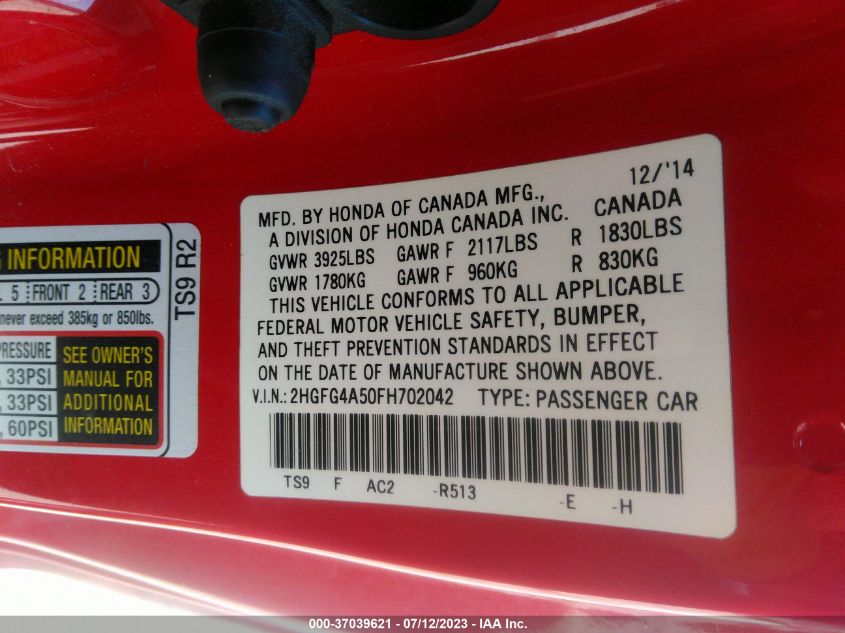 INFORMATION
5 FRONT 2 REAR 3
never exceed 385kg or 850lbs.
PRESSURE
, 33PSI
, 33PSI
, 60PSI
SEE OWNER'S
MANUAL FOR
ADDITIONAL
INFORMATION
TS9 R2
12/'14
MFD. BY HONDA OF CANADA MFG.,
A DIVISION OF HONDA CANADA INC. CANADA
GVWR 3925LBS GAWR F 2117LBS R 1830LBS
GVWR 1780KG GAWR F 960KG R 830KG
THIS VEHICLE CONFORMS TO ALL APPLICABLE
FEDERAL MOTOR VEHICLE SAFETY, BUMPER,
AND THEFT PREVENTION STANDARDS IN EFFECT
ON THE DATE OF MANUFACTURE SHOWN ABOVE.
V.I.N.: 2HGFG4A50FH702042 TYPE: PASSENGER CAR
TS9 F AC2 -R513 -E -H
000-37039621 - 07/12/2023 - IAA Inc.